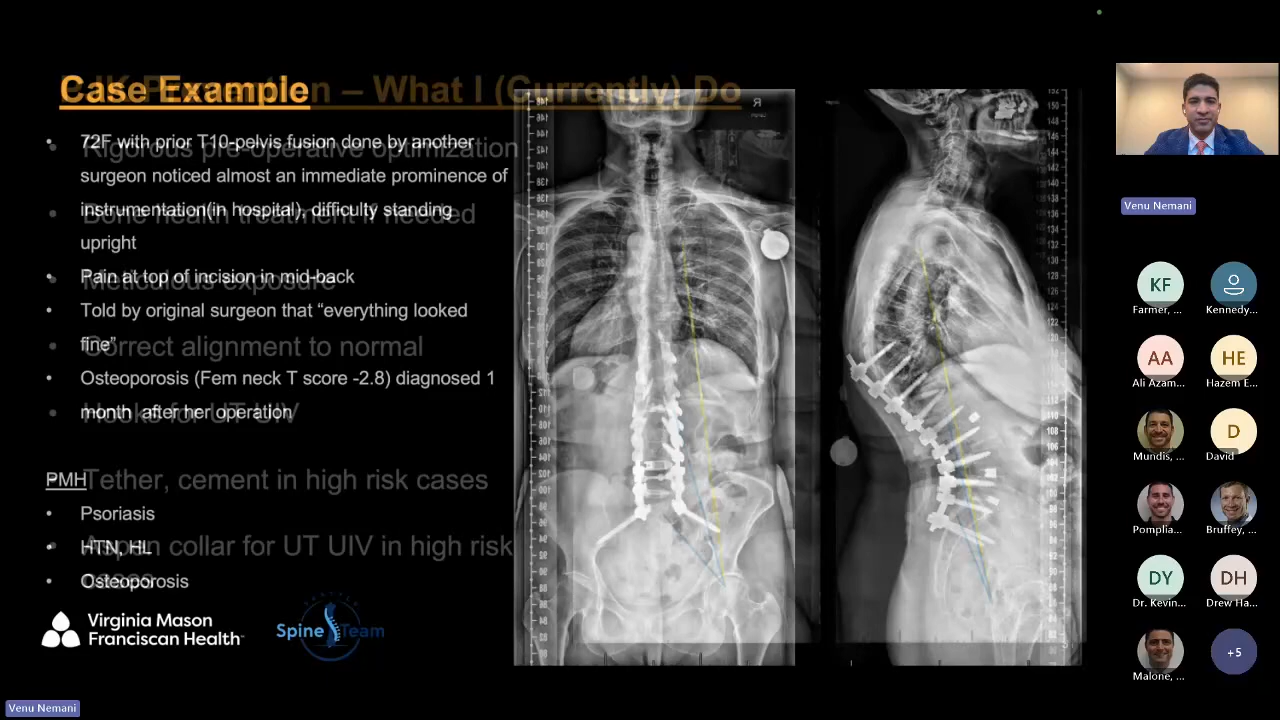 Case Example
PJK Prevention – What I (Currently) Do
• 72F with prior T10-pelvis fusion done by another
surgeon noticed almost an immediate prominence of
instrumentation(in hospital), difficulty standing
upright
• Pain at top of incision in mid-back
• Told by original surgeon that “everything looked
fine”
• Osteoporosis (Fem neck T score -2.8) diagnosed 1
month after her operation
PMH
• Psoriasis
• HTN, HL
• Osteoporosis
• Rigorous pre-operative optimization
• Bone health treatment if needed
• Meticulous exposure
• Correct alignment to normal
• Hooks for UT UIV
• Tether, cement in high risk cases
• Aspen collar for UT UIV in high risk
cases
Virginia Mason
Franciscan Health
Spine Team
R
Venu Nemani
KF
Farmer, ...
Kennedy...
AA
Ali Azam...
HE
Hazem E...
Mundis, ...
D
David
Pomplia...
Bruffey, ...
DY
Dr. Kevin...
DH
Drew Ha...
Malone, ...
+5
Venu Nemani